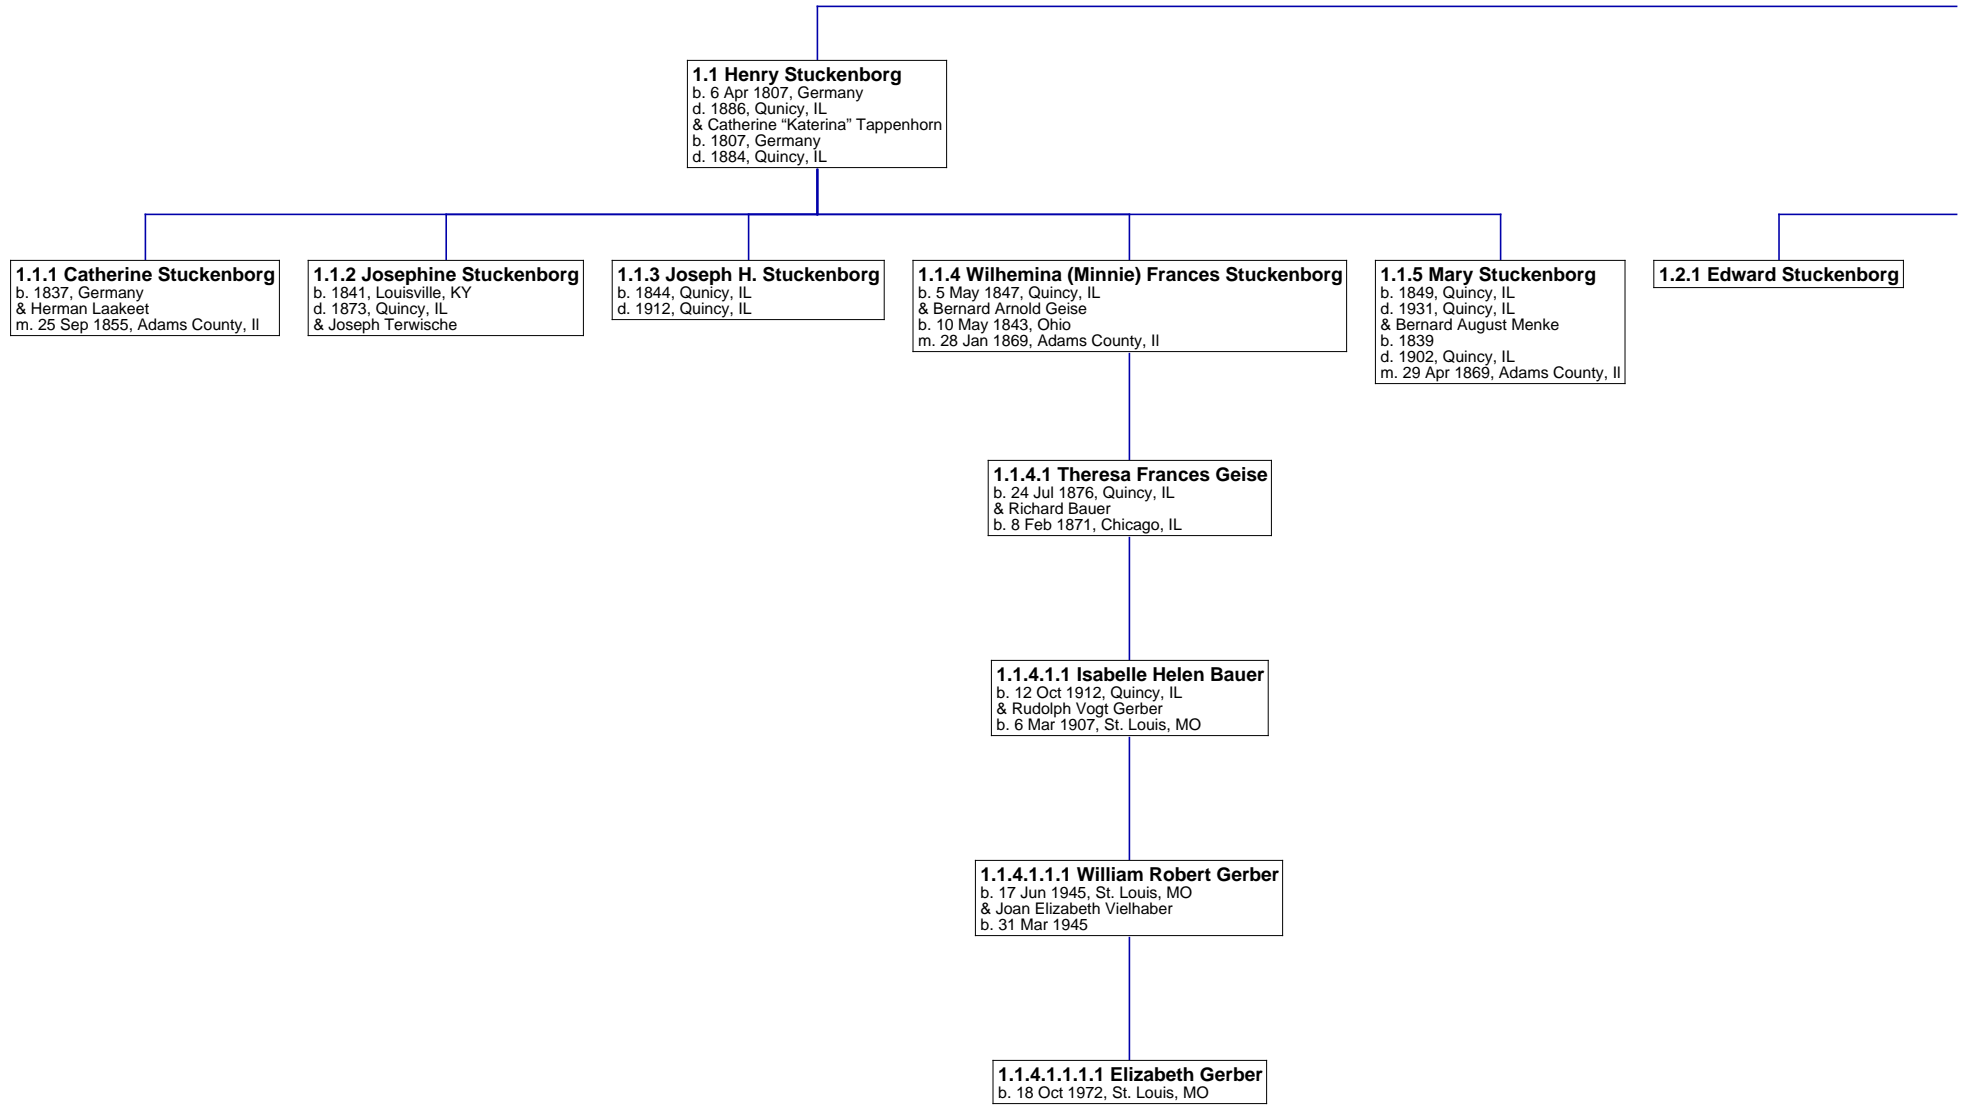 1.1 Henry Stuckenborg
b. 6 Apr 1807, Germany
d. 1886, Qunicy, IL
& Catherine “Katerina” Tappenhorn
b. 1807, Germany
d. 1884, Quincy, IL
1.1.1 Catherine Stuckenborg
b. 1837, Germany
& Herman Laakeet
m. 25 Sep 1855, Adams County, Il
1.1.2 Josephine Stuckenborg
b. 1841, Louisville, KY
d. 1873, Quincy, IL
& Joseph Terwische
1.1.3 Joseph H. Stuckenborg
b. 1844, Qunicy, IL
d. 1912, Quincy, IL
1.1.4 Wilhemina (Minnie) Frances Stuckenborg
b. 5 May 1847, Quincy, IL
& Bernard Arnold Geise
b. 10 May 1843, Ohio
m. 28 Jan 1869, Adams County, Il
1.1.5 Mary Stuckenborg
b. 1849, Quincy, IL
d. 1931, Quincy, IL
& Bernard August Menke
b. 1839
d. 1902, Quincy, IL
m. 29 Apr 1869, Adams County, Il
1.2.1 Edward Stuckenborg
1.1.4.1 Theresa Frances Geise
b. 24 Jul 1876, Quincy, IL
& Richard Bauer
b. 8 Feb 1871, Chicago, IL
1.1.4.1.1 Isabelle Helen Bauer
b. 12 Oct 1912, Quincy, IL
& Rudolph Vogt Gerber
b. 6 Mar 1907, St. Louis, MO
1.1.4.1.1.1 William Robert Gerber
b. 17 Jun 1945, St. Louis, MO
& Joan Elizabeth Vielhaber
b. 31 Mar 1945
1.1.4.1.1.1.1 Elizabeth Gerber
b. 18 Oct 1972, St. Louis, MO